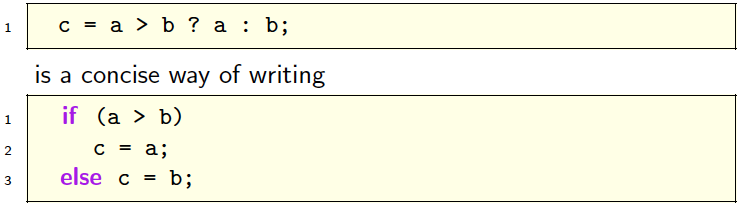 1 c = a > b ? a : b;
is a concise way of writing
1 if (a > b)
2 c = a;
3 else c = b;